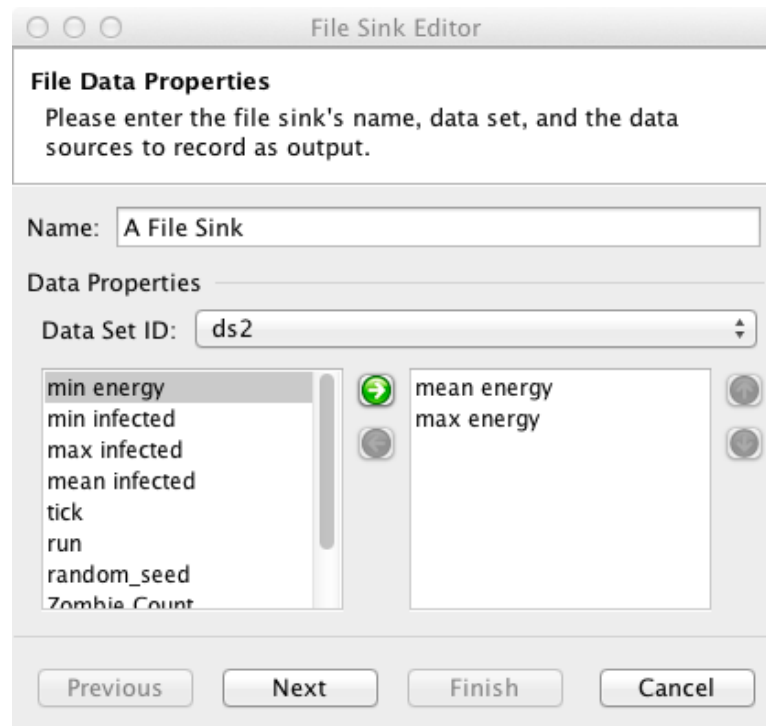 File Sink Editor
File Data Properties
Please enter the file sink's name, data set, and the data
sources to record as output.
Name: A File Sink
Data Properties
Data Set ID: ds2
min energy
min infected
max infected
mean infected
tick
run
random_seed
Zombie Count
mean energy
max energy
Previous Next Finish Cancel